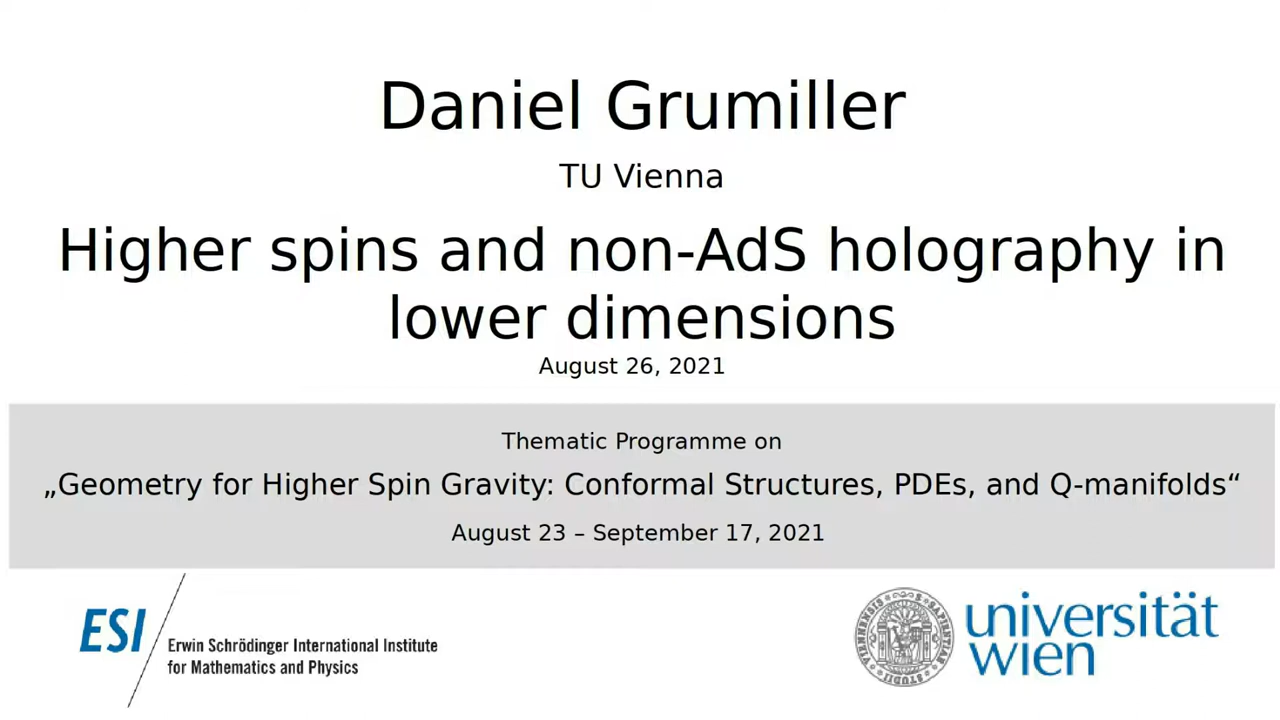 Daniel Grumiller
TU Vienna
Higher spins and non-AdS holography in
lower dimensions
August 26, 2021
Thematic Programme on
„Geometry for Higher Spin Gravity: Conformal Structures, PDEs, and Q-manifolds“
August 23 – September 17, 2021
ESI
Erwin Schrödinger International Institute
for Mathematics and Physics
universität
wien